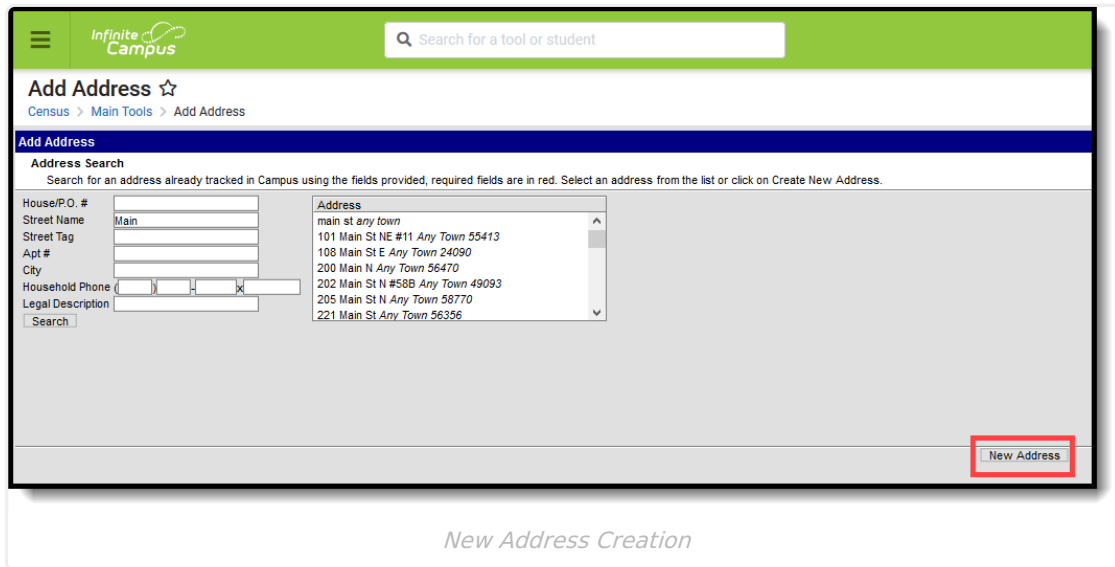 Infinite
Campus
Search for a tool or student
Add Address
Census > Main Tools > Add Address
Add Address
Address Search
Search for an address already tracked in Campus using the fields provided, required fields are in red. Select an address from the list or click on Create New Address.
House/P.O. #
Street Name Main
Street Tag
Apt #
City
Household Phone ( ) - x
Legal Description
Search
Address
main st any town
101 Main St NE #11 Any Town 55413
108 Main St E Any Town 24090
200 Main N Any Town 56470
202 Main St N #58B Any Town 49093
205 Main St N Any Town 58770
221 Main St Any Town 56356
New Address
New Address Creation